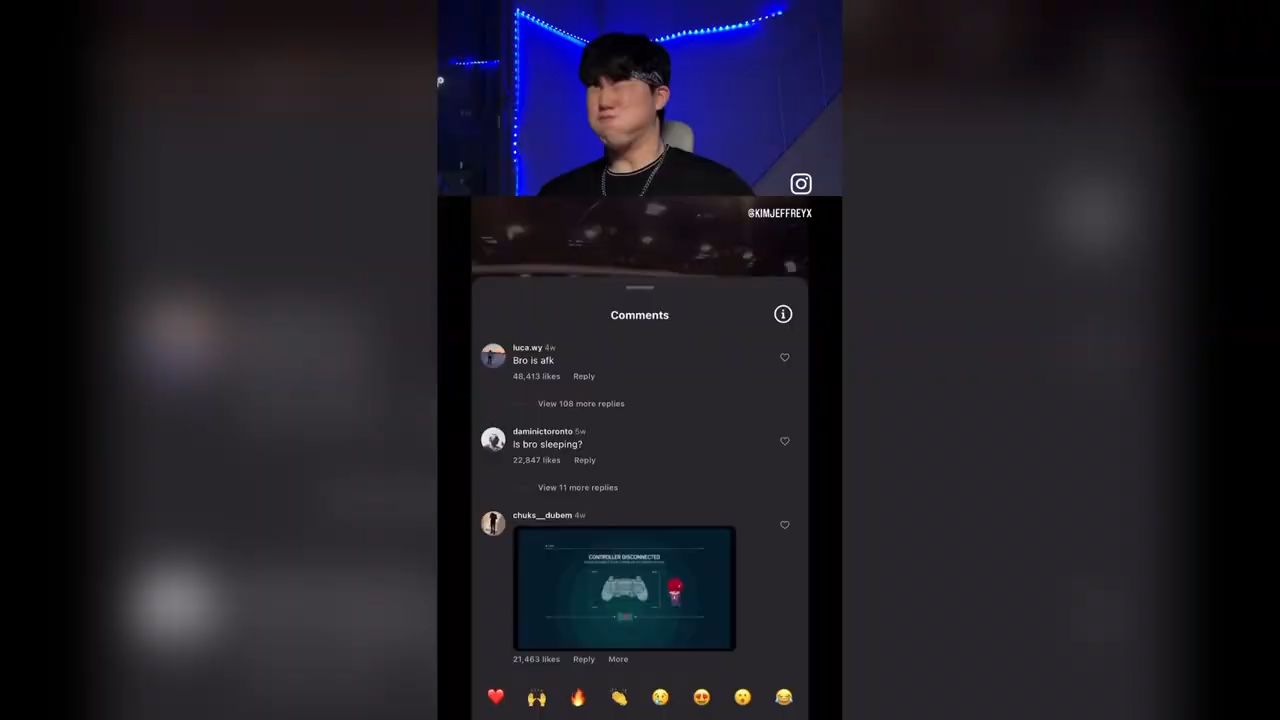 @KIMJEFFREYX
Comments
luca.wy 4w
Bro is afk
48,413 likes Reply
View 108 more replies
daminictoronto 5w
Is bro sleeping?
22,847 likes Reply
View 11 more replies
chuks__dubem 4w
CONTROLLER DISCONNECTED
21,463 likes Reply More